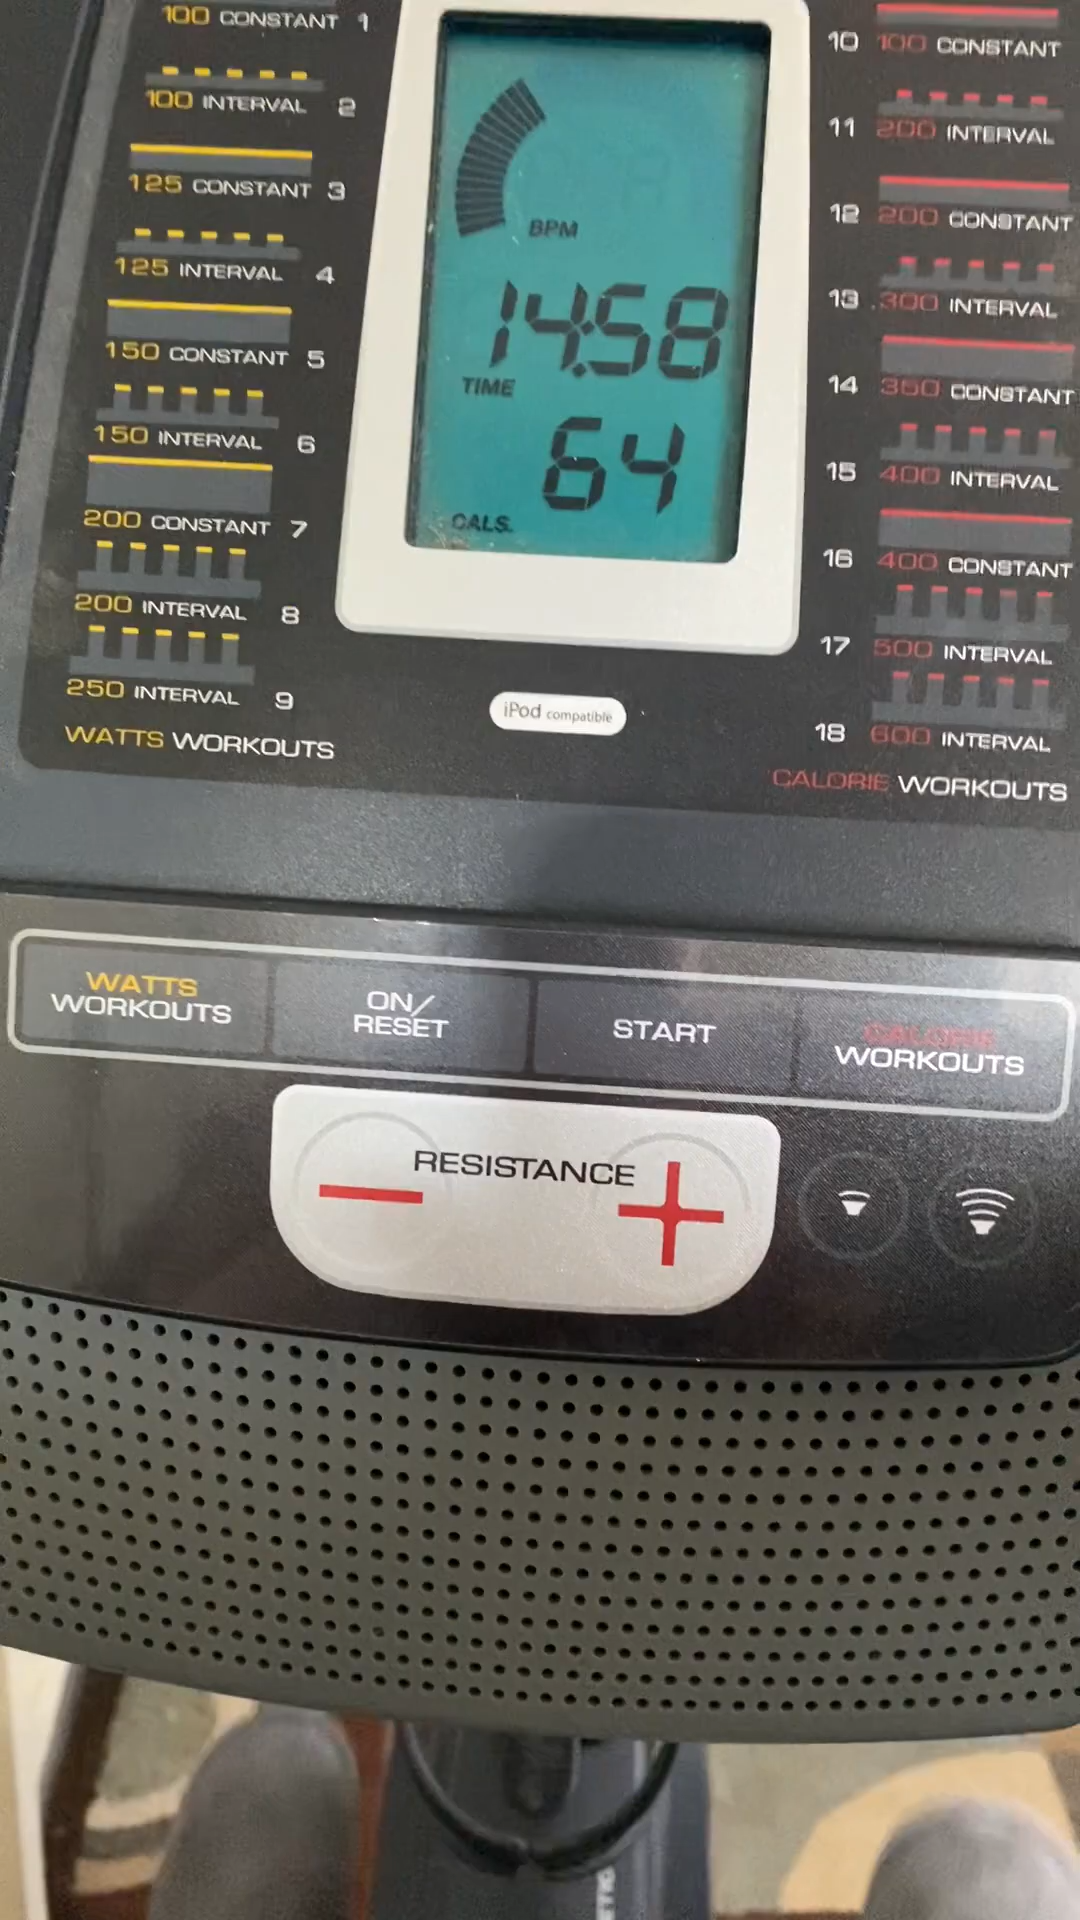 100 CONSTANT 1
100 INTERVAL 2
125 CONSTANT 3
125 INTERVAL 4
150 CONSTANT 5
150 INTERVAL 6
200 CONSTANT 7
200 INTERVAL 8
250 INTERVAL 9
WATTS WORKOUTS
BPM
14:58
TIME
64
CALS.
iPod compatible
10 100 CONSTANT
11 200 INTERVAL
12 200 CONSTANT
13 300 INTERVAL
14 350 CONSTANT
15 400 INTERVAL
16 400 CONSTANT
17 500 INTERVAL
18 600 INTERVAL
CALORIE WORKOUTS
WATTS
WORKOUTS
ON/
RESET
START
CALORIE
WORKOUTS
RESISTANCE